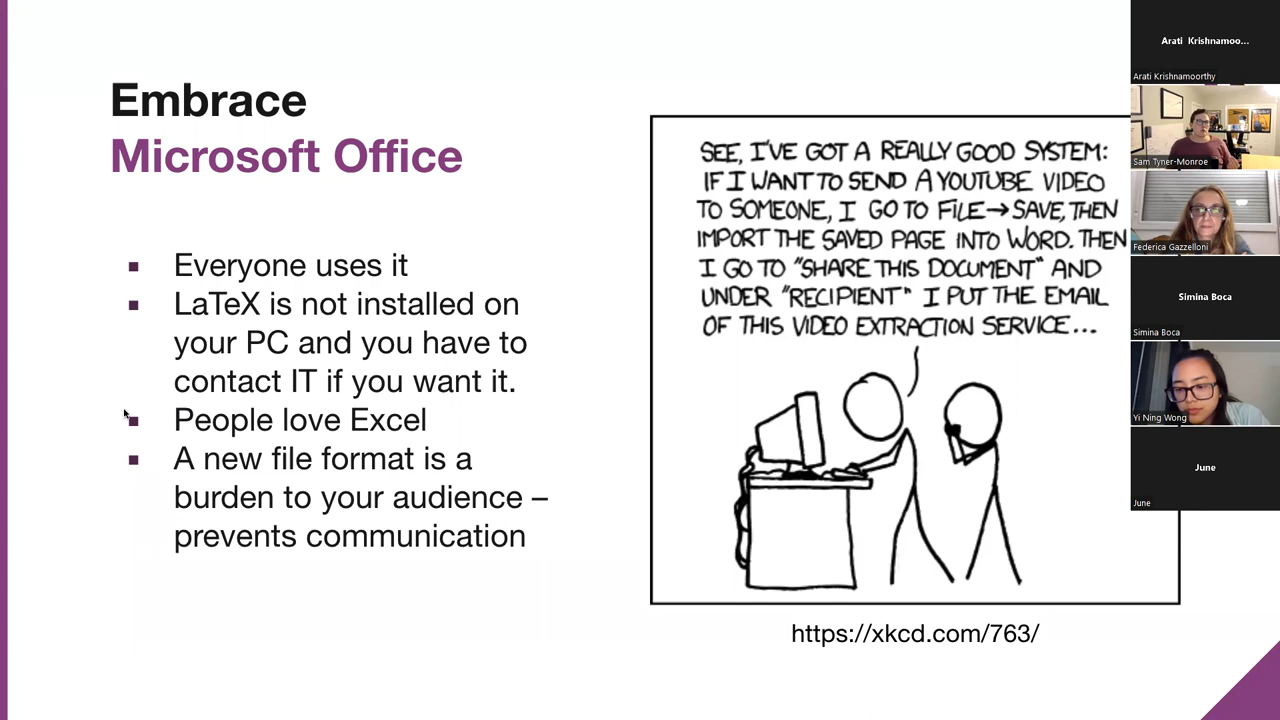 Embrace
Microsoft Office
▪ Everyone uses it
▪ LaTeX is not installed on
your PC and you have to
contact IT if you want it.
▪ People love Excel
▪ A new file format is a
burden to your audience –
prevents communication
SEE, I'VE GOT A REALLY GOOD SYSTEM:
IF I WANT TO SEND A YOUTUBE VIDEO
TO SOMEONE, I GO TO FILE→SAVE, THEN
IMPORT THE SAVED PAGE INTO WORD. THEN
I GO TO "SHARE THIS DOCUMENT" AND
UNDER "RECIPIENT" I PUT THE EMAIL
OF THIS VIDEO EXTRACTION SERVICE...
https://xkcd.com/763/
Arati Krishnamoo...
Arati Krishnamoorthy
Sam Tyner-Monroe
Federica Gazzelloni
Simina Boca
Simina Boca
Yi Ning Wong
June
June